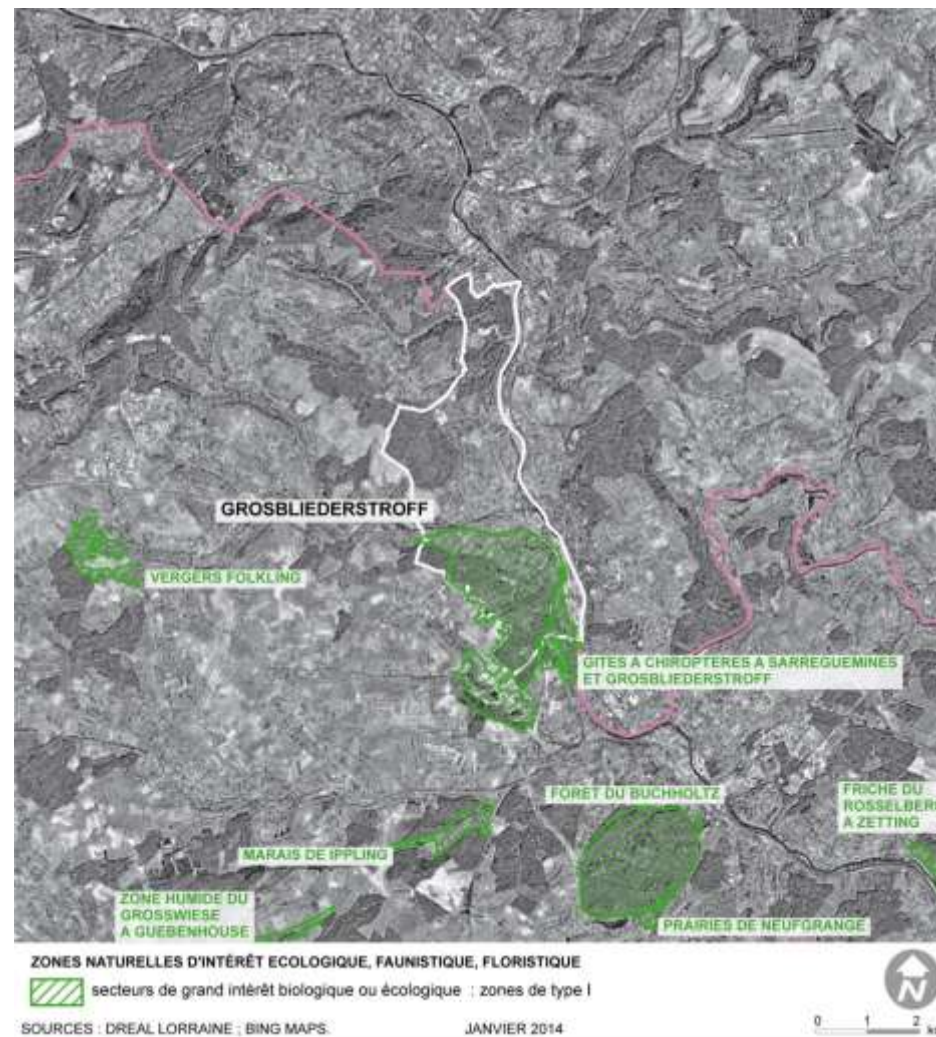 GROSBLIEDERSTROFF
VERGERS FOLKLING
GITES A CHIROPTERES A SARREGUEMINES
ET GROSBLIEDERSTROFF
FORET DU BUCHHOLTZ
FRICHE DU
ROSSELBERG
A ZETTING
MARAIS DE IPPLING
ZONE HUMIDE DU
GROSSWIESE
A GUEBENHOUSE
PRAIRIES DE NEUFGRANGE
ZONES NATURELLES D'INTÉRÊT ECOLOGIQUE, FAUNISTIQUE, FLORISTIQUE
secteurs de grand intérêt biologique ou écologique : zones de type I
N
SOURCES : DREAL LORRAINE ; BING MAPS. JANVIER 2014
0 1 2 km